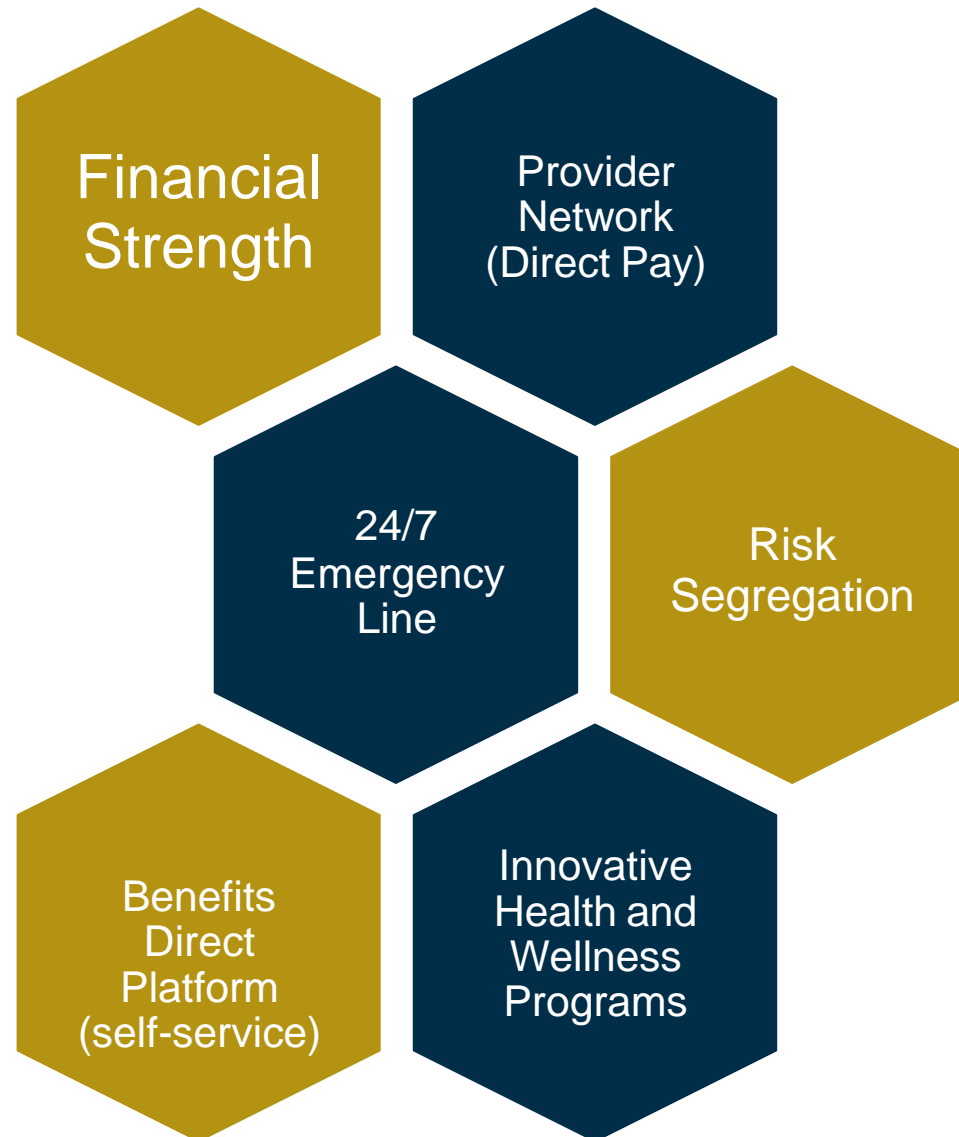 Financial
Strength
Provider
Network
(Direct Pay)
24/7
Emergency
Line
Risk
Segregation
Benefits
Direct
Platform
(self-service)
Innovative
Health and
Wellness
Programs